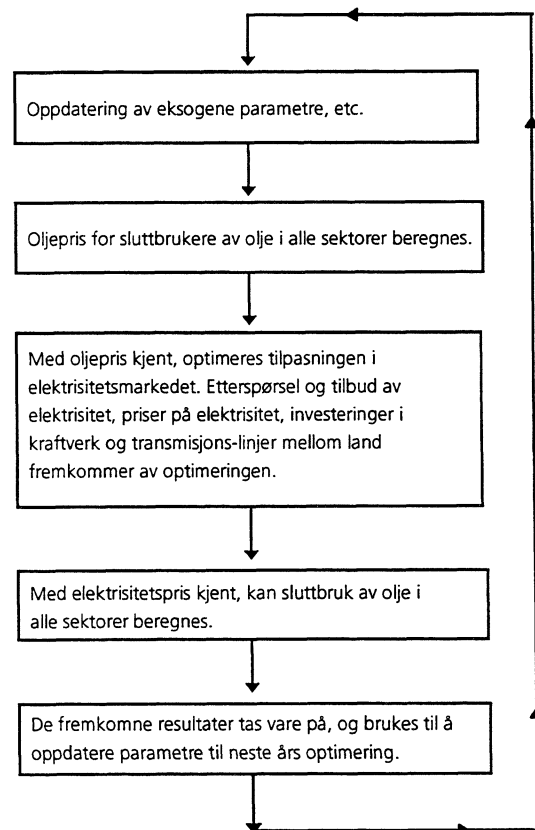 Oppdatering av eksogene parametre, etc.
Oljepris for sluttbrukere av olje i alle sektorer beregnes.
Med oljepris kjent, optimeres tilpasningen i
elektrisitetsmarkedet. Etterspørsel og tilbud av
elektrisitet, priser på elektrisitet, investeringer i
kraftverk og transmisjons-linjer mellom land
fremkommer av optimeringen.
Med elektrisitetspris kjent, kan sluttbruk av olje i
alle sektorer beregnes.
De fremkomne resultater tas vare på, og brukes til å
oppdatere parametre til neste års optimering.